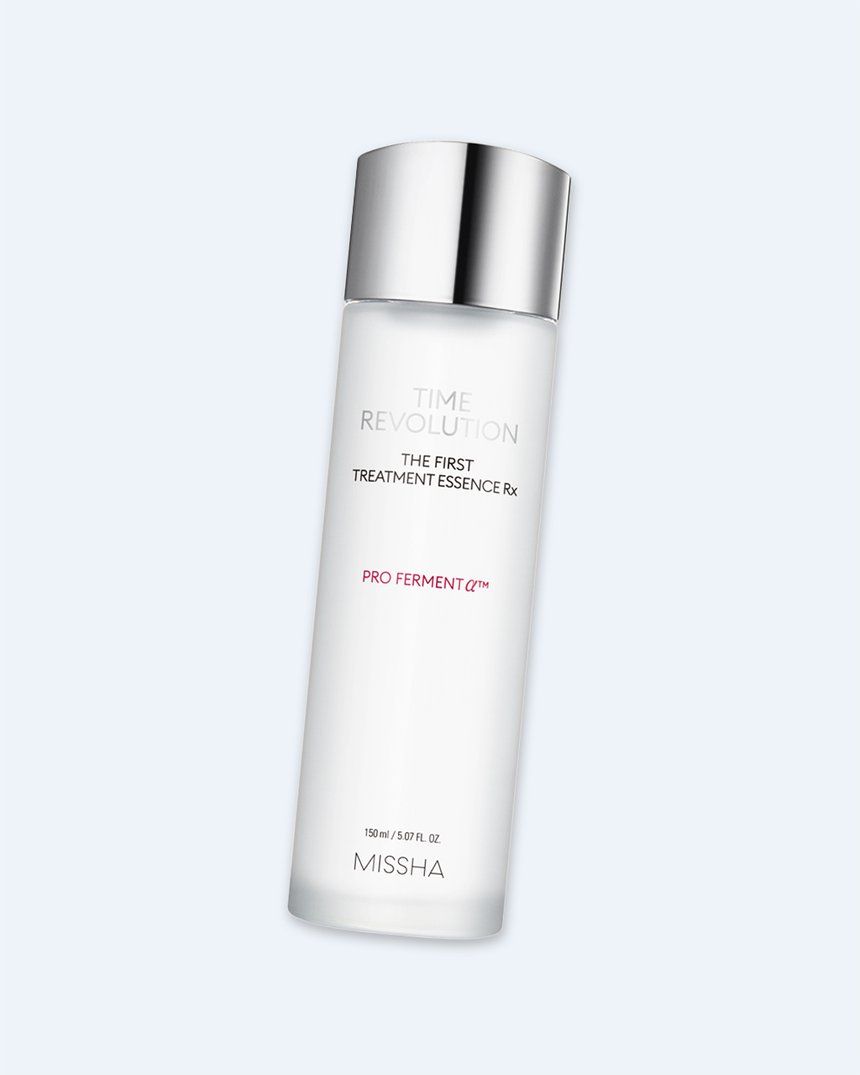 TIME
REVOLUTION
THE FIRST
TREATMENT ESSENCE Rx
PRO FERMENT α™
150 ml / 5.07 FL. OZ.
MISSHA